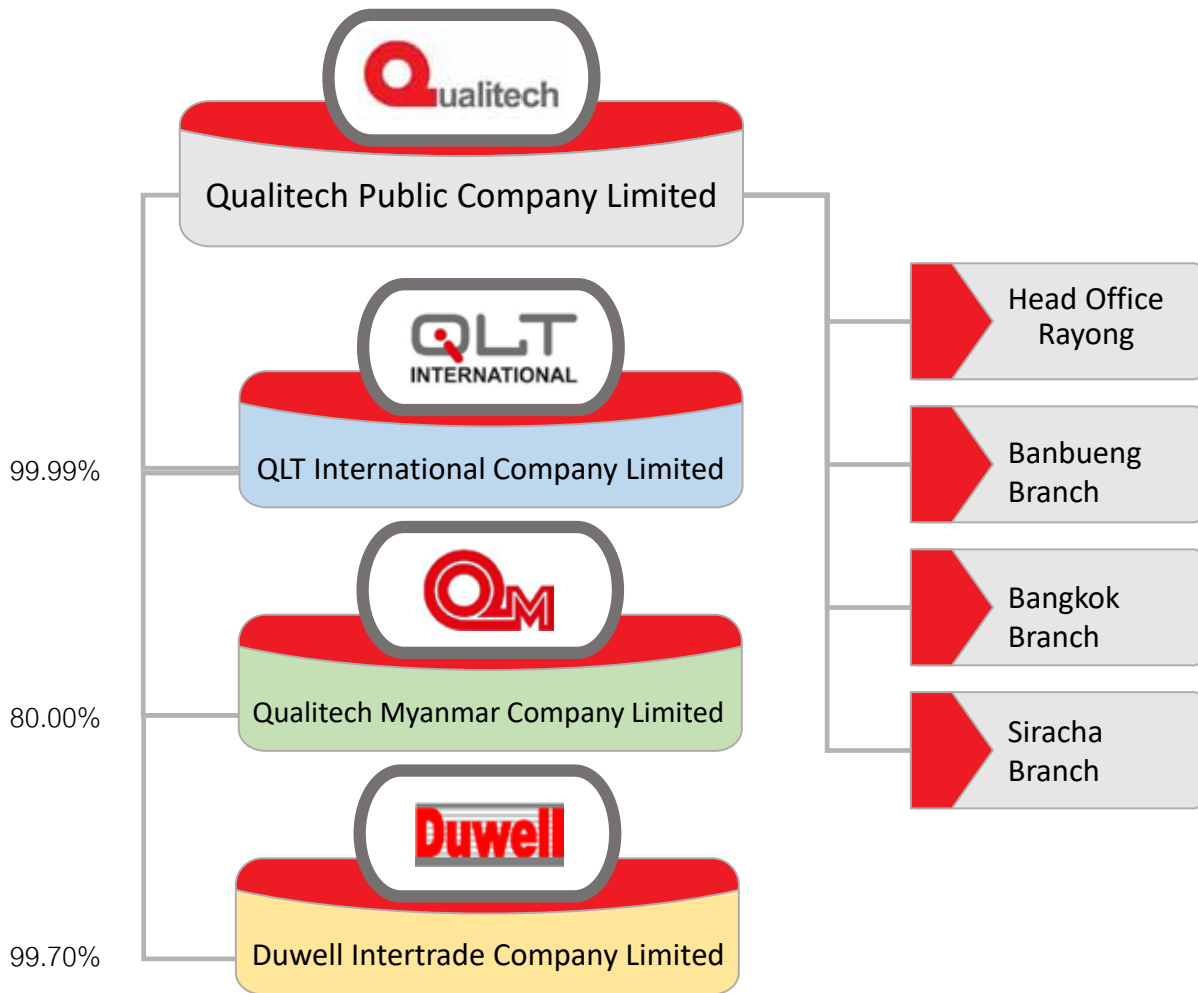 Qualitech
Qualitech Public Company Limited
QLT
INTERNATIONAL
99.99%
QLT International Company Limited
QM
80.00%
Qualitech Myanmar Company Limited
Duwell
99.70%
Duwell Intertrade Company Limited
Head Office
Rayong
Banbueng
Branch
Bangkok
Branch
Siracha
Branch